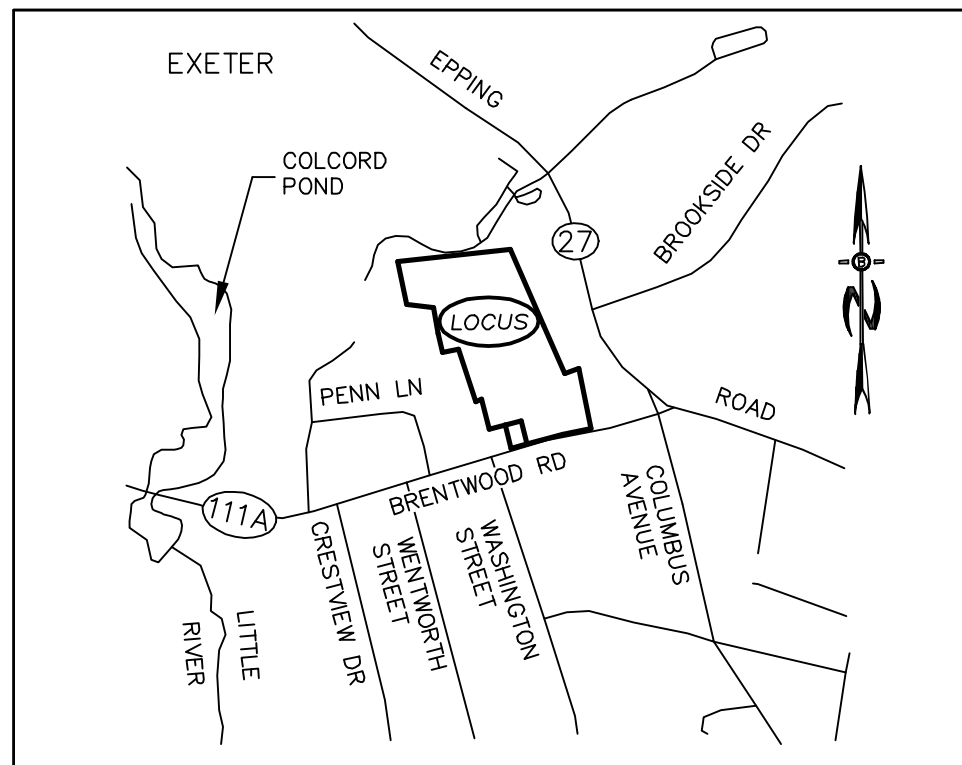 EXETER
EPPING
COLCORD
POND
BROOKSIDE DR
27
B
LOCUS
PENN LN
ROAD
BRENTWOOD RD
111A
COLUMBUS
AVENUE
CRESTVIEW DR
WENTWORTH
STREET
WASHINGTON
STREET
LITTLE
RIVER